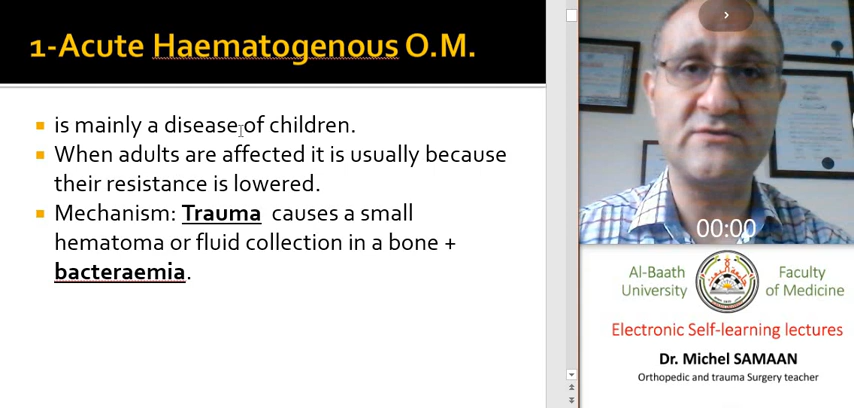 1-Acute Haematogenous O.M.
is mainly a disease of children.
When adults are affected it is usually because
their resistance is lowered.
Mechanism: Trauma causes a small
hematoma or fluid collection in a bone +
bacteraemia.
00:00
Al-Baath
University
Faculty
of Medicine
Electronic Self-learning lectures
Dr. Michel SAMAAN
Orthopedic and trauma Surgery teacher